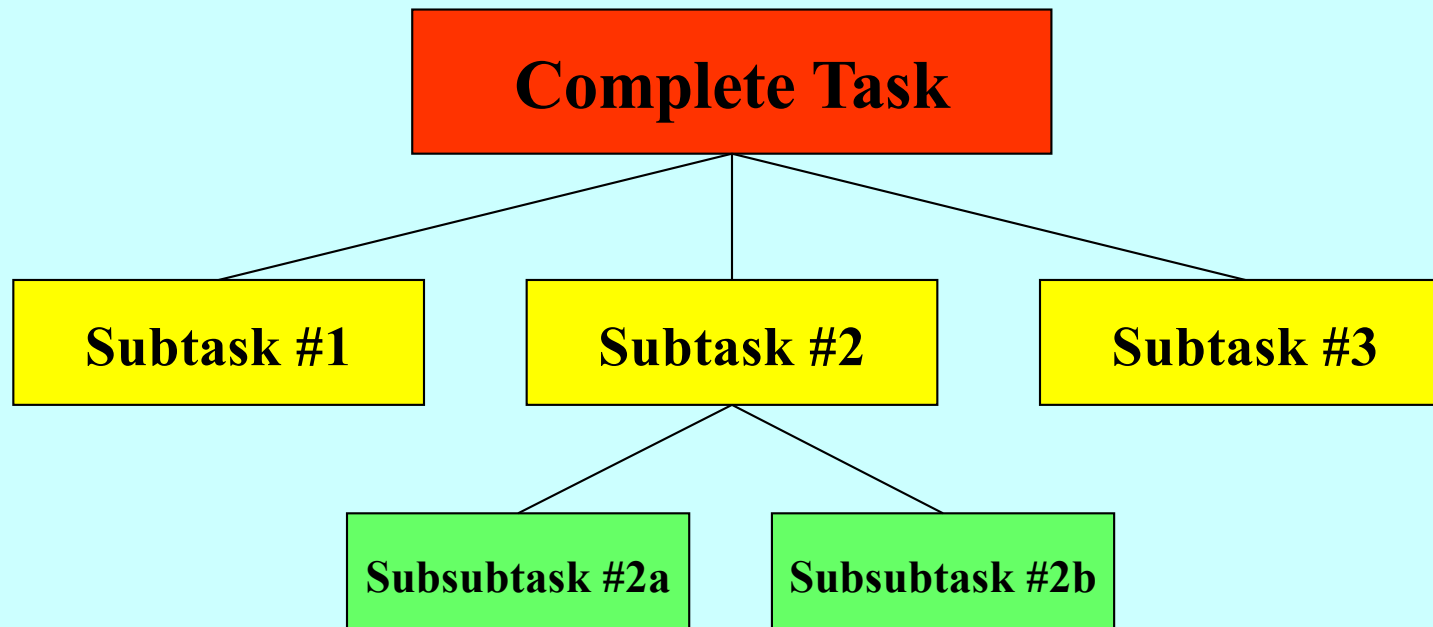 Complete Task
Subtask #1
Subtask #2
Subtask #3
Subsubtask #2a
Subsubtask #2b